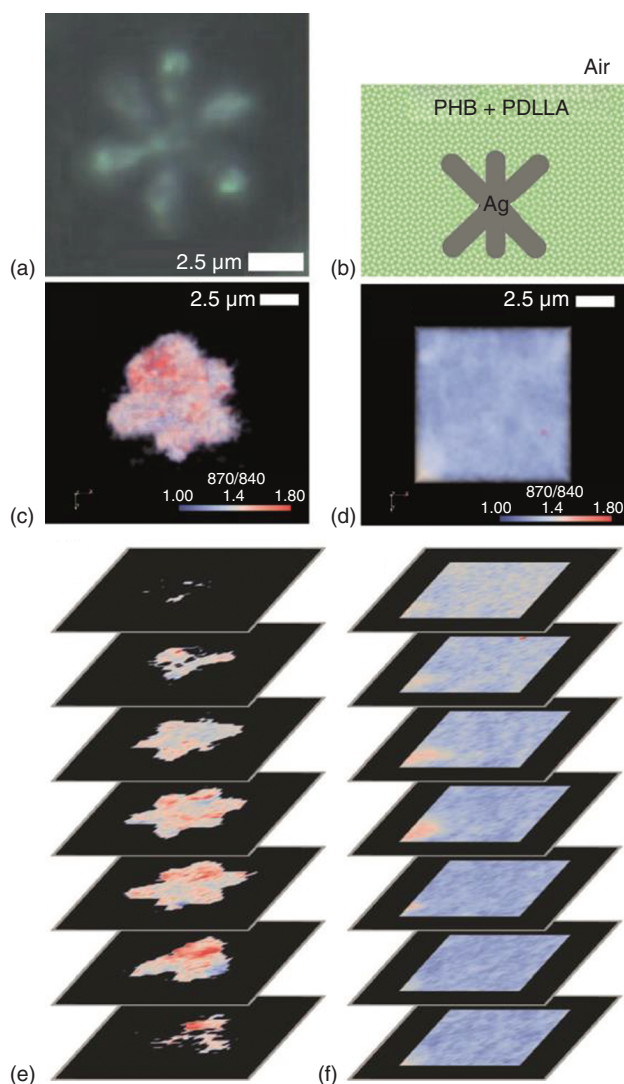 Air
PHB + PDLLA
Ag
2.5 µm
(a)
(b)
2.5 µm
2.5 µm
870/840
1.00 1.4 1.80
(c)
870/840
1.00 1.4 1.80
(d)
(e)
(f)